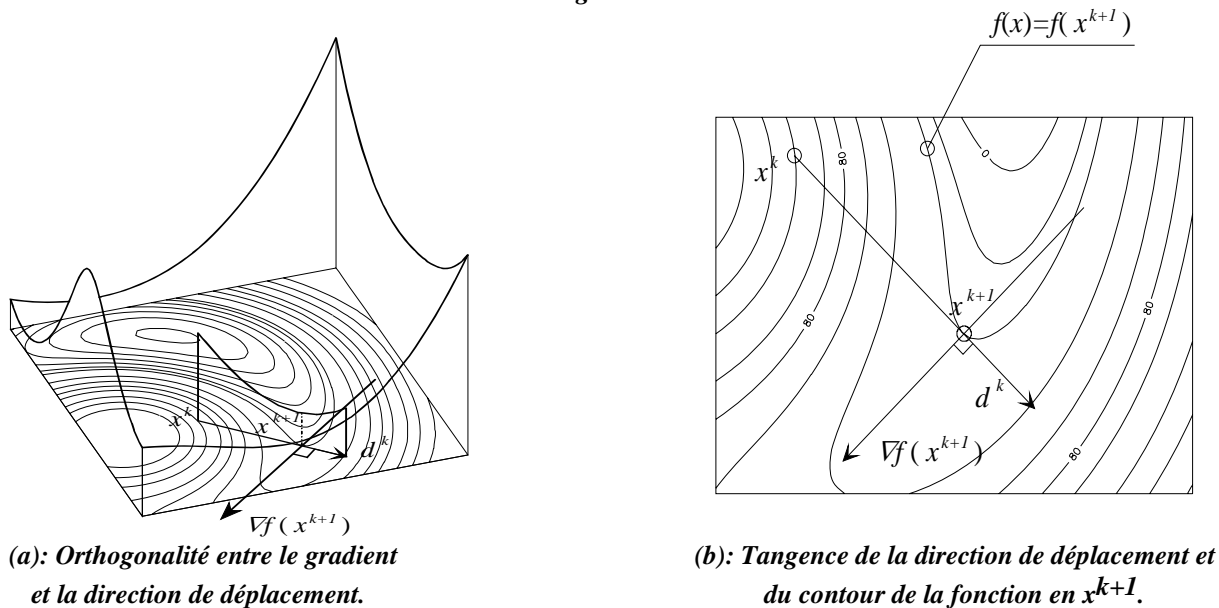 f(x)=f( x^{k+1})
x^k
x^{k+1}
d^k
∇f ( x^{k+1})
(a): Orthogonalité entre le gradient
et la direction de déplacement.
80
0
x^k
x^{k+1}
80
80
d^k
∇f ( x^{k+1})
80
(b): Tangence de la direction de déplacement et
du contour de la fonction en x^{k+1}.